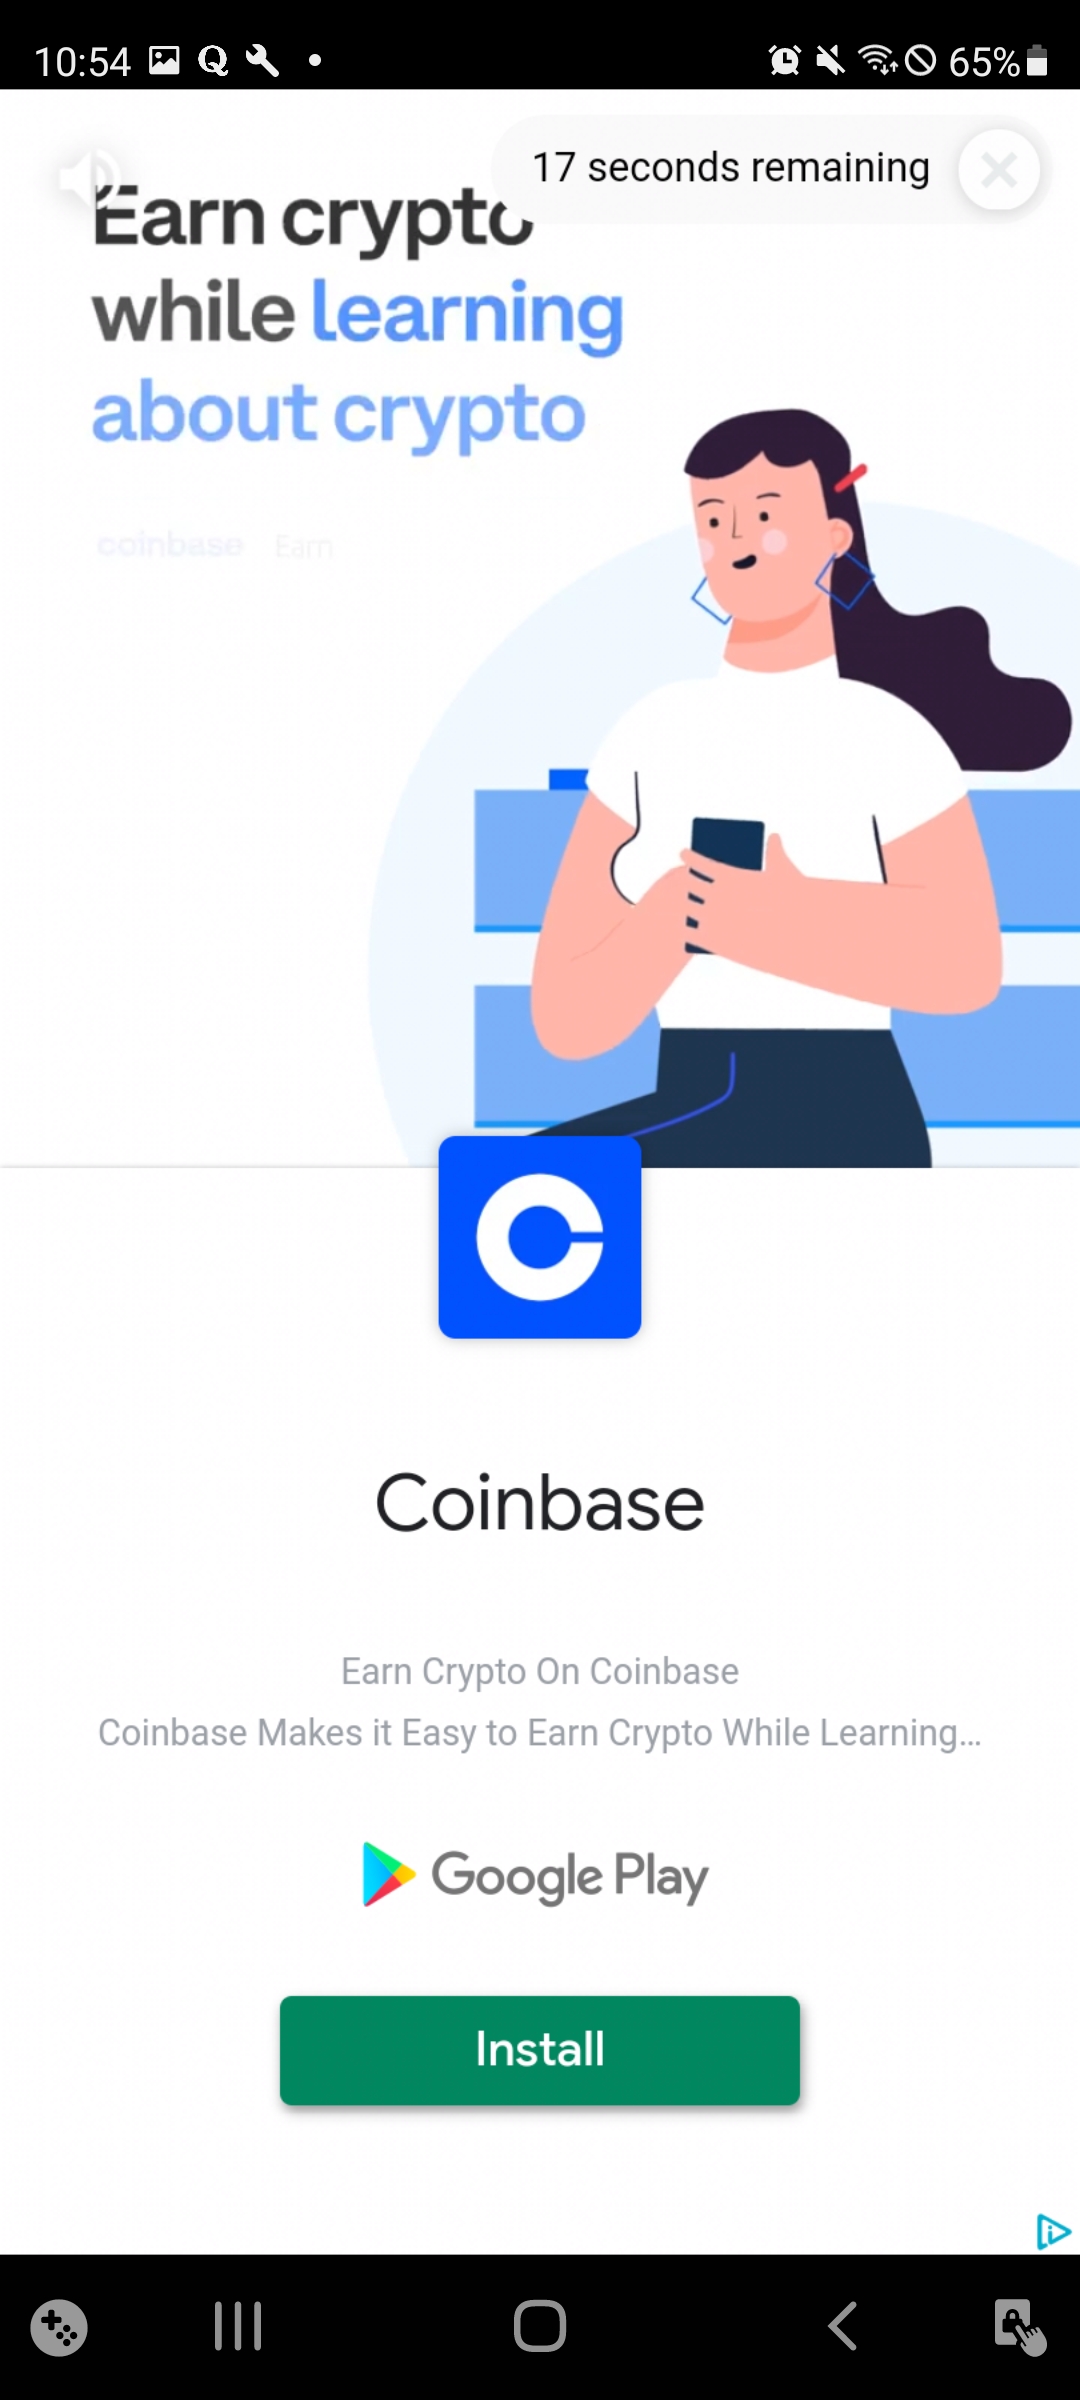 10:54
65%
17 seconds remaining
Earn crypto
while learning
about crypto
coinbase Earn
Coinbase
Earn Crypto On Coinbase
Coinbase Makes it Easy to Earn Crypto While Learning...
Google Play
Install